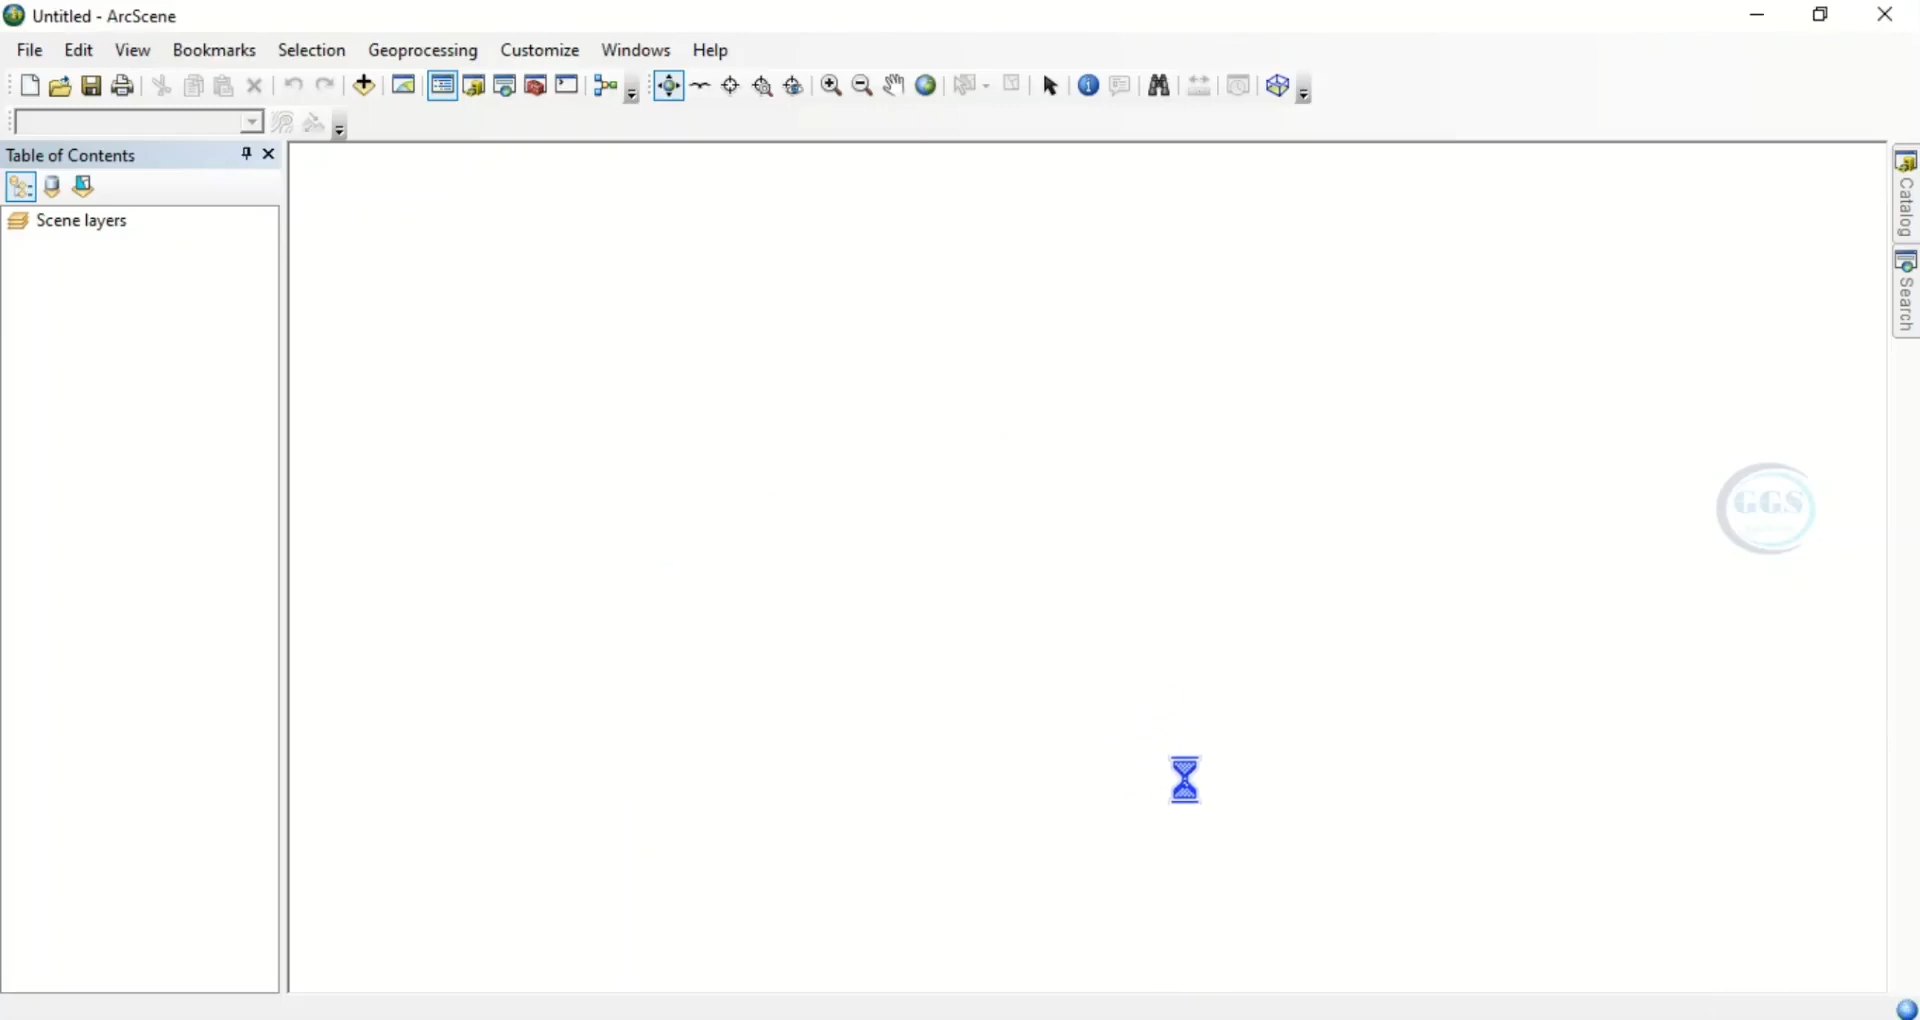 Untitled - ArcScene
File Edit View Bookmarks Selection Geoprocessing Customize Windows Help
Table of Contents
Scene layers
Catalog
Search
GGS